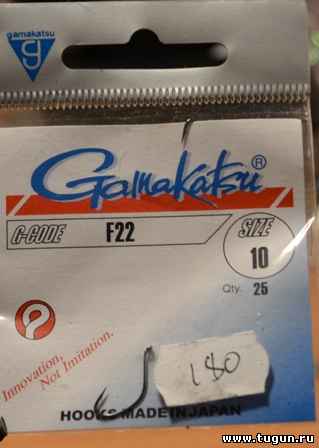 gamakatsu
g
Gamakatsu®
G-CODE F22 SIZE
10
Qty. 25
Innovation,
Not Imitation.
180
HOOKS MADE IN JAPAN
www.tugun.ru